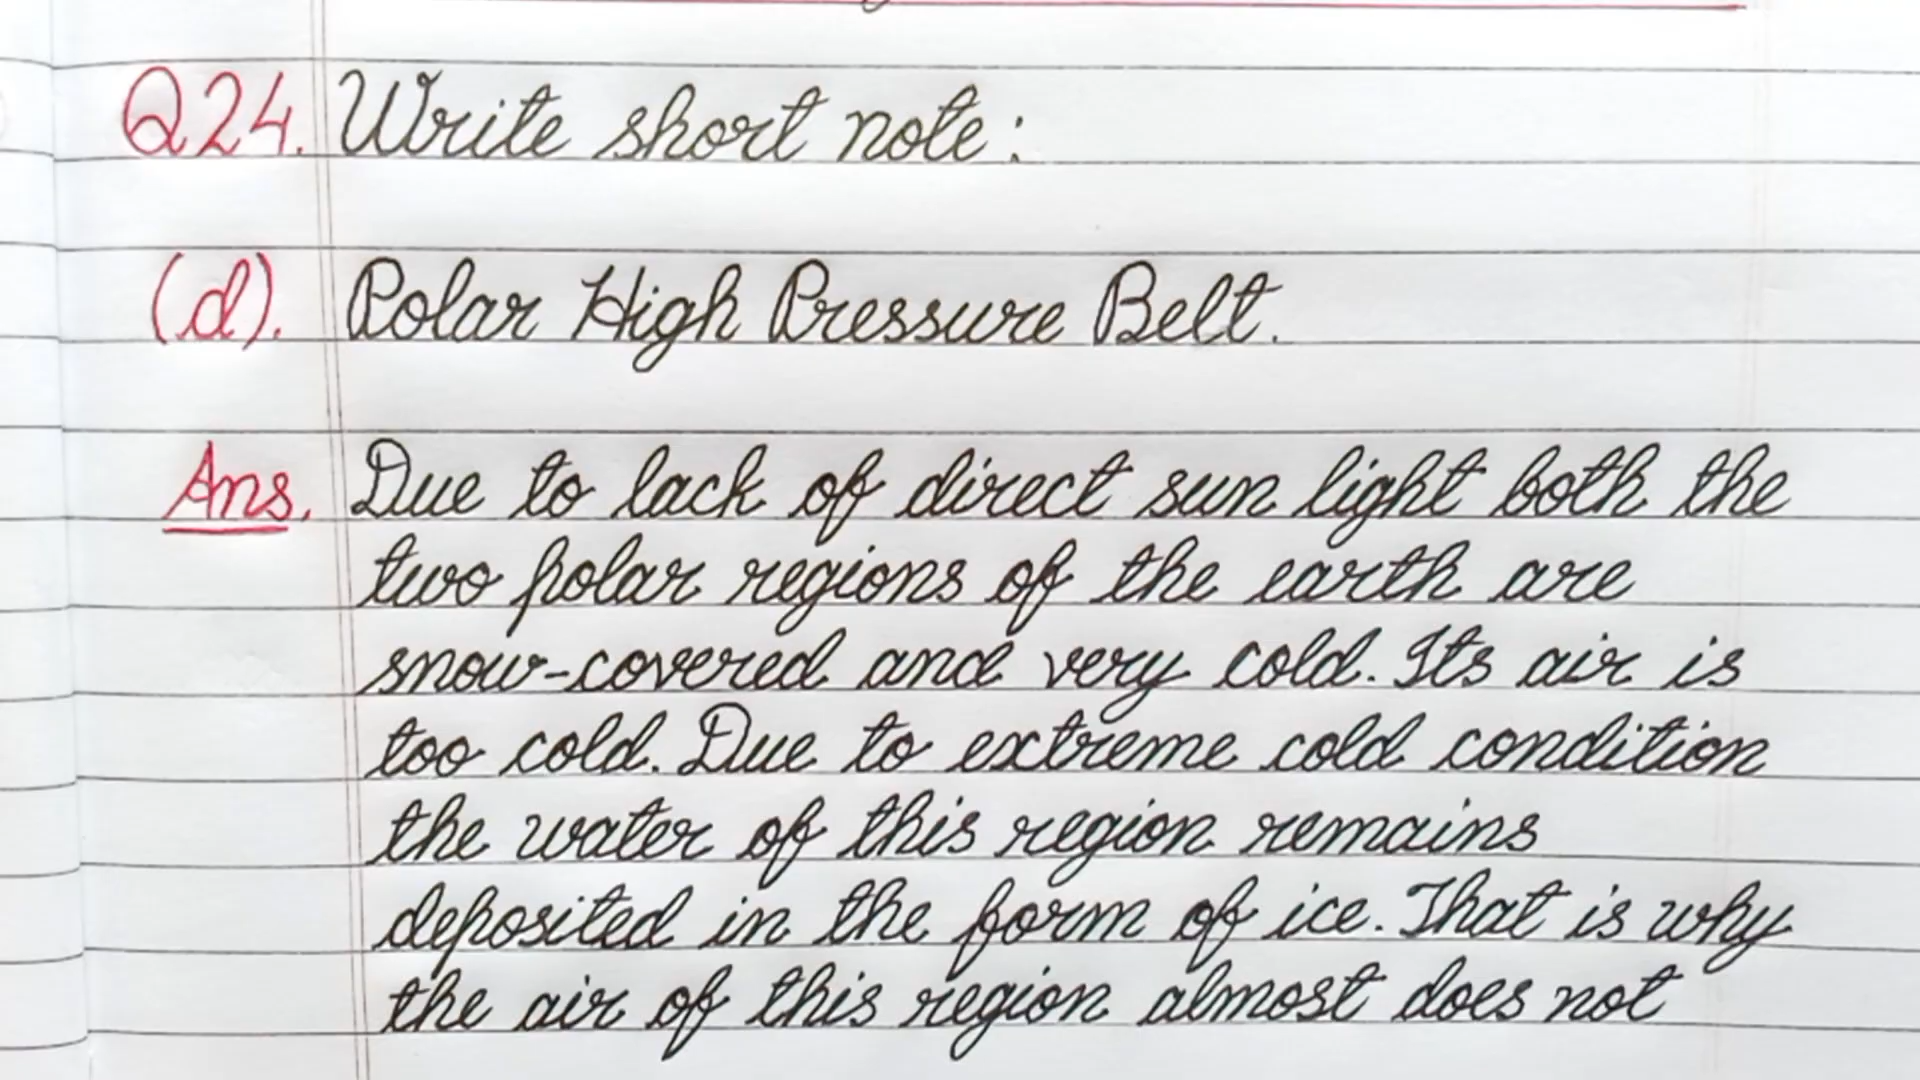 Q24. Write short note:
(d). Polar High Pressure Belt.
Ans. Due to lack of direct sun light both the
two polar regions of the earth are
snow-covered and very cold. Its air is
too cold. Due to extreme cold condition
the water of this region remains
deposited in the form of ice. That is why
the air of this region almost does not